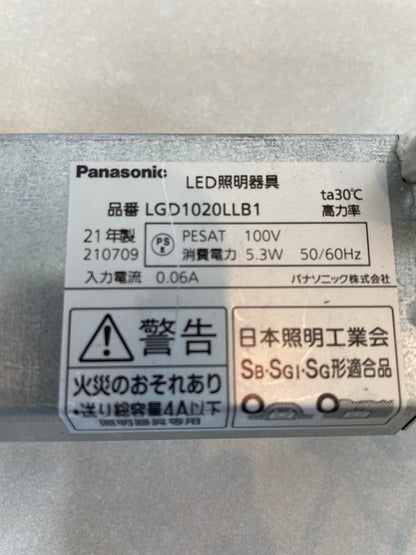 Panasonic LED照明器具
ta30℃
品番 LGD1020LLB1 高力率
21年製 PSE PESAT 100V
210709 消費電力 5.3W 50/60Hz
入力電流 0.06A パナソニック株式会社
警告
火災のおそれあり
・送り総容量4A以下
照明器具専用
日本照明工業会
SB・SGI・SG形適合品